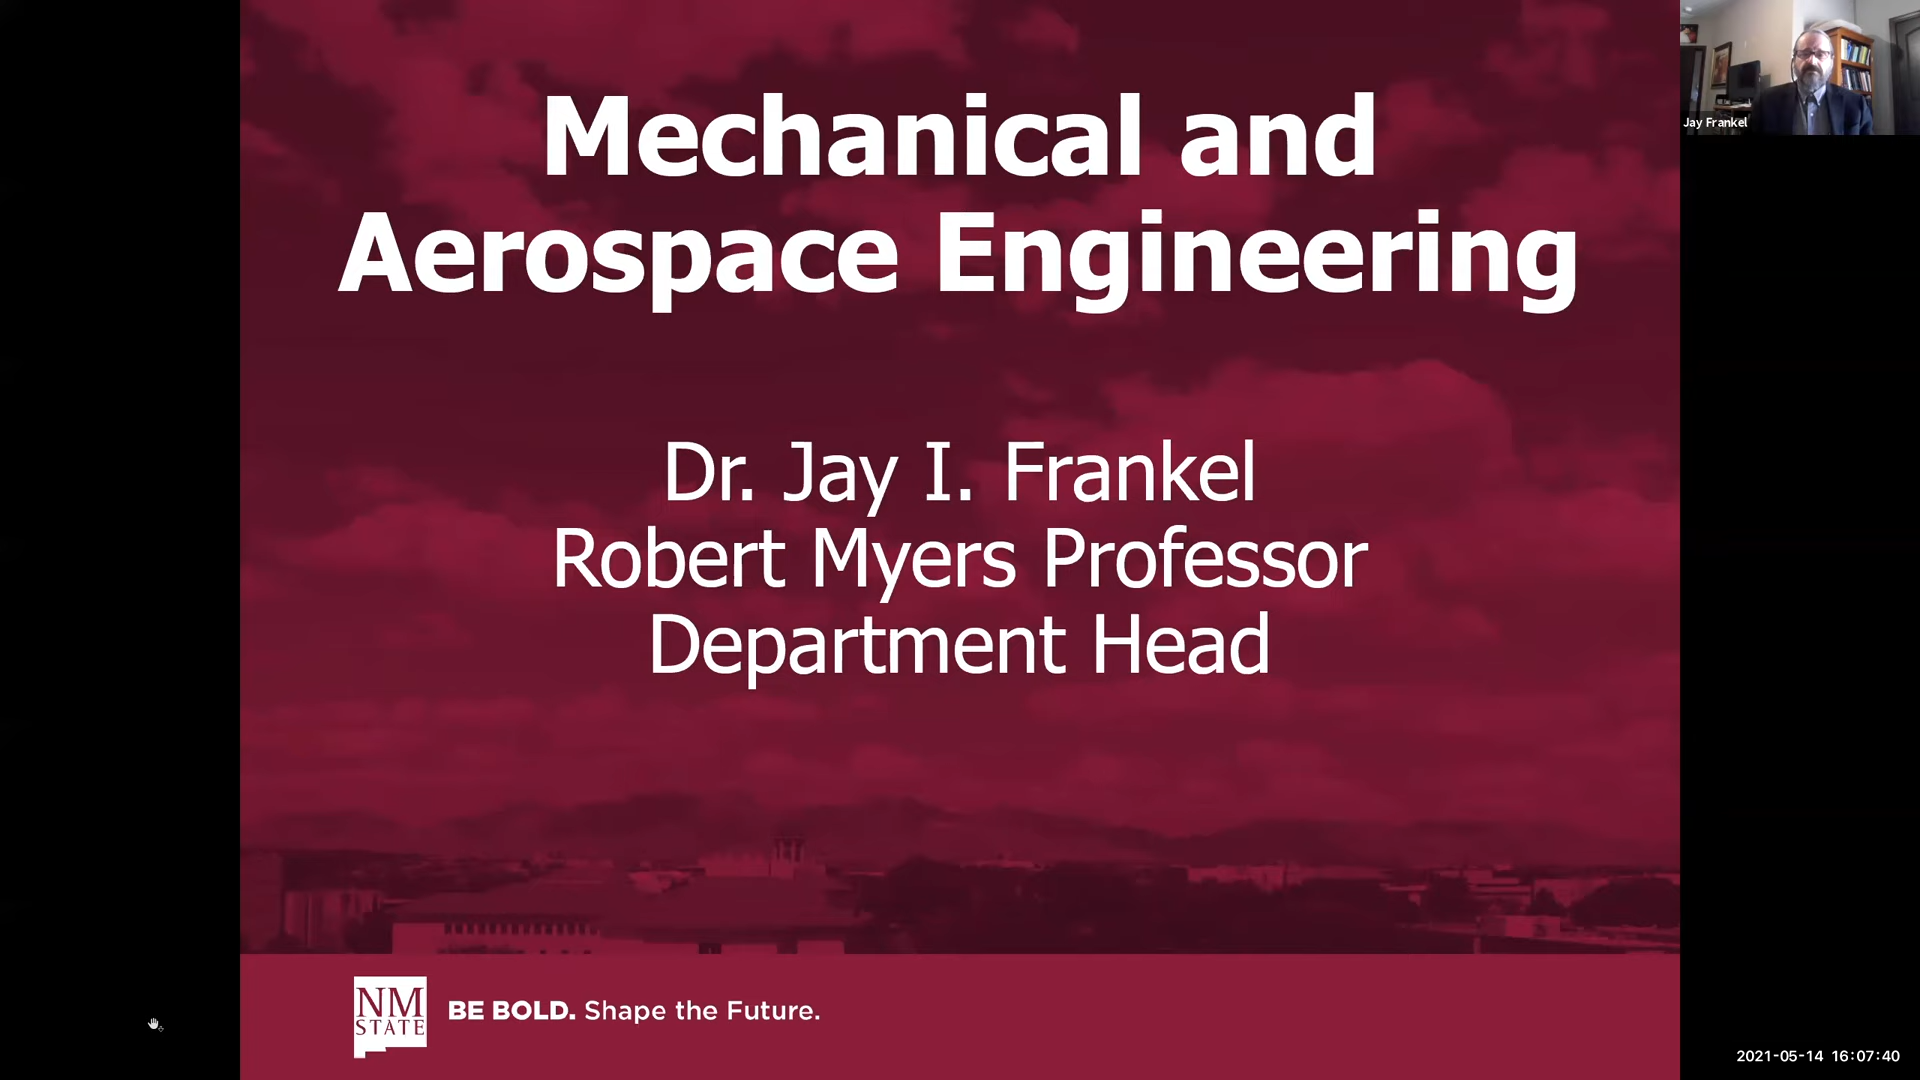 Mechanical and
Aerospace Engineering
Jay Frankel
Dr. Jay I. Frankel
Robert Myers Professor
Department Head
NM
STATE
BE BOLD. Shape the Future.
2021-05-14 16:07:40